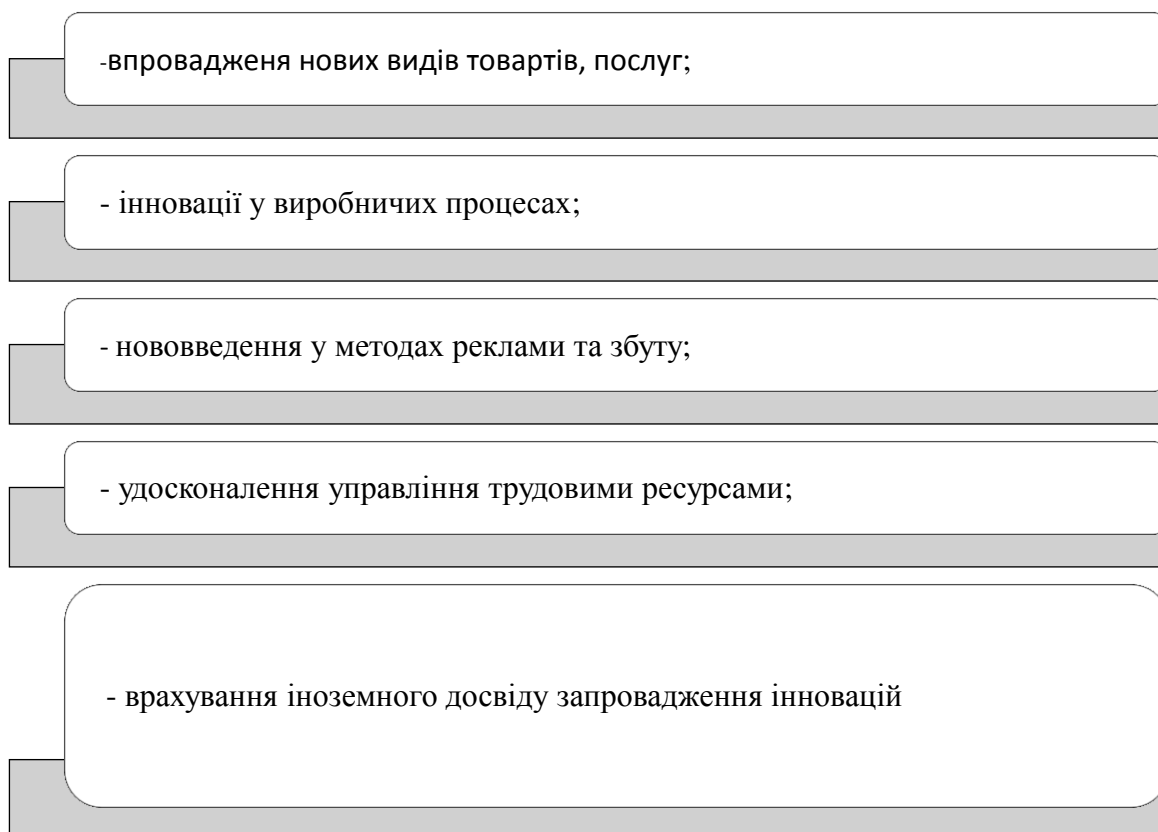 -впровадженя нових видів товартів, послуг;
- інновації у виробничих процесах;
- нововведення у методах реклами та збуту;
- удосконалення управління трудовими ресурсами;
- врахування іноземного досвіду запровадження інновацій